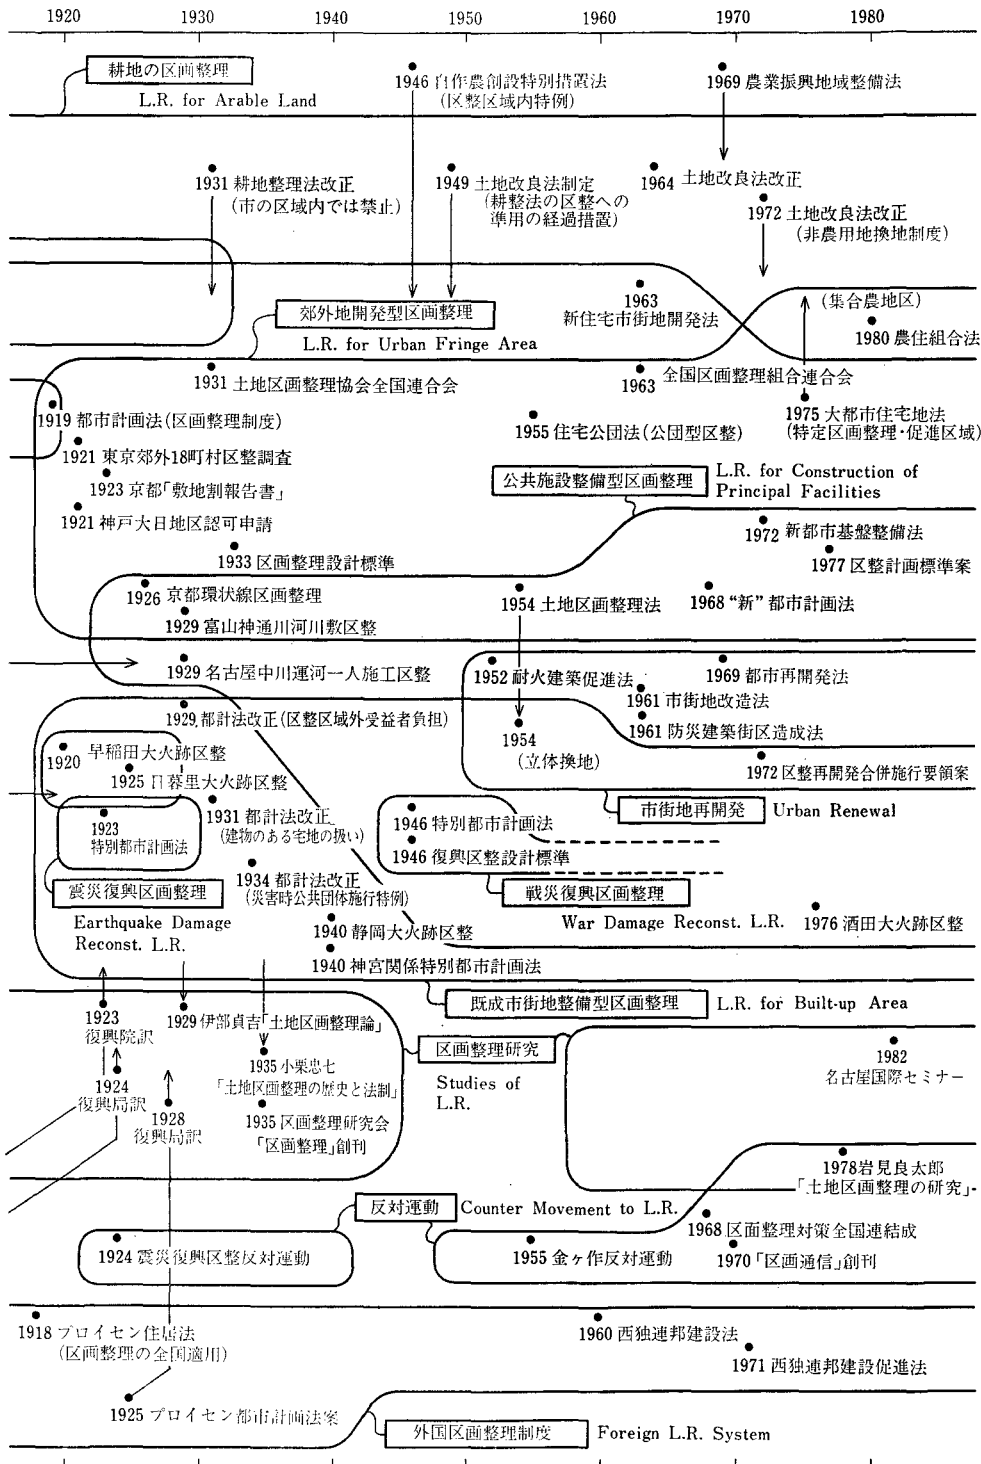 1920 1930 1940 1950 1960 1970 1980
耕地の区画整理
L.R. for Arable Land
1946 自作農創設特別措置法
(区整区域内特例)
1969 農業振興地域整備法
1931 耕地整理法改正
(市の区域内では禁止)
1949 土地改良法制定
(耕整法の区整への
準用の経過措置)
1964 土地改良法改正
1972 土地改良法改正
(非農用地換地制度)
郊外地開発型区画整理
L.R. for Urban Fringe Area
1963
新住宅市街地開発法
(集合農地区)
1980 農住組合法
1931 土地区画整理協会全国連合会
1963 全国区画整理組合連合会
1919 都市計画法(区画整理制度)
1955 住宅公団法(公団型区整)
1975 大都市住宅地法
(特定区画整理・促進区域)
1921 東京郊外18町村区整調査
1923 京都「敷地割報告書」
1921 神戸大日地区認可申請
公共施設整備型区画整理
L.R. for Construction of
Principal Facilities
1933 区画整理設計標準
1972 新都市基盤整備法
1977 区整計画標準案
1926 京都環状線区画整理
1929 富山神通川河川敷区整
1954 土地区画整理法
1968 “新” 都市計画法
1929 名古屋中川運河一人施工区整
1952 耐火建築促進法
1969 都市再開発法
1961 市街地改造法
1929 都計法改正(区整区域外受益者負担)
1961 防災建築街区造成法
1954
(立体換地)
1972 区整再開発合併施行要領案
1920 早稲田大火跡区整
1925 日暮里大火跡区整
1923
特別都市計画法
1931 都計法改正
(建物のある宅地の扱い)
1946 特別都市計画法
1946 復興区整設計標準
市街地再開発
Urban Renewal
1934 都計法改正
(災害時公共団体施行特例)
震災復興区画整理
Earthquake Damage
Reconst. L.R.
戦災復興区画整理
War Damage Reconst. L.R.
1976 酒田大火跡区整
1940 静岡大火跡区整
1940 神宮関係特別都市計画法
既成市街地整備型区画整理
L.R. for Built-up Area
1923
復興院訳
1929 伊部貞吉「土地区画整理論」
区画整理研究
Studies of
L.R.
1982
名古屋国際セミナー
1924
復興局訳
1935 小栗忠七
「土地区画整理の歴史と法制」
1928
復興局訳
1935 区画整理研究会
「区画整理」創刊
1978岩見良太郎
「土地区画整理の研究」
反対運動
Counter Movement to L.R.
1924 震災復興区整反対運動
1955 金ヶ作反対運動
1968 区画整理対策全国連結成
1970「区画通信」創刊
1918 プロイセン住居法
(区画整理の全国適用)
1960 西独連邦建設法
1971 西独連邦建設促進法
1925 プロイセン都市計画法案
外国区画整理制度
Foreign L.R. System